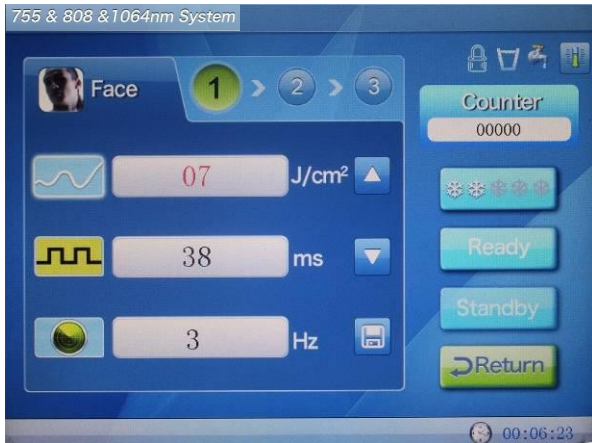 755 & 808 &1064nm System
Face
1
2
3
Counter
00000
07 J/cm²
38 ms
3 Hz
Ready
Standby
Return
00:06:23